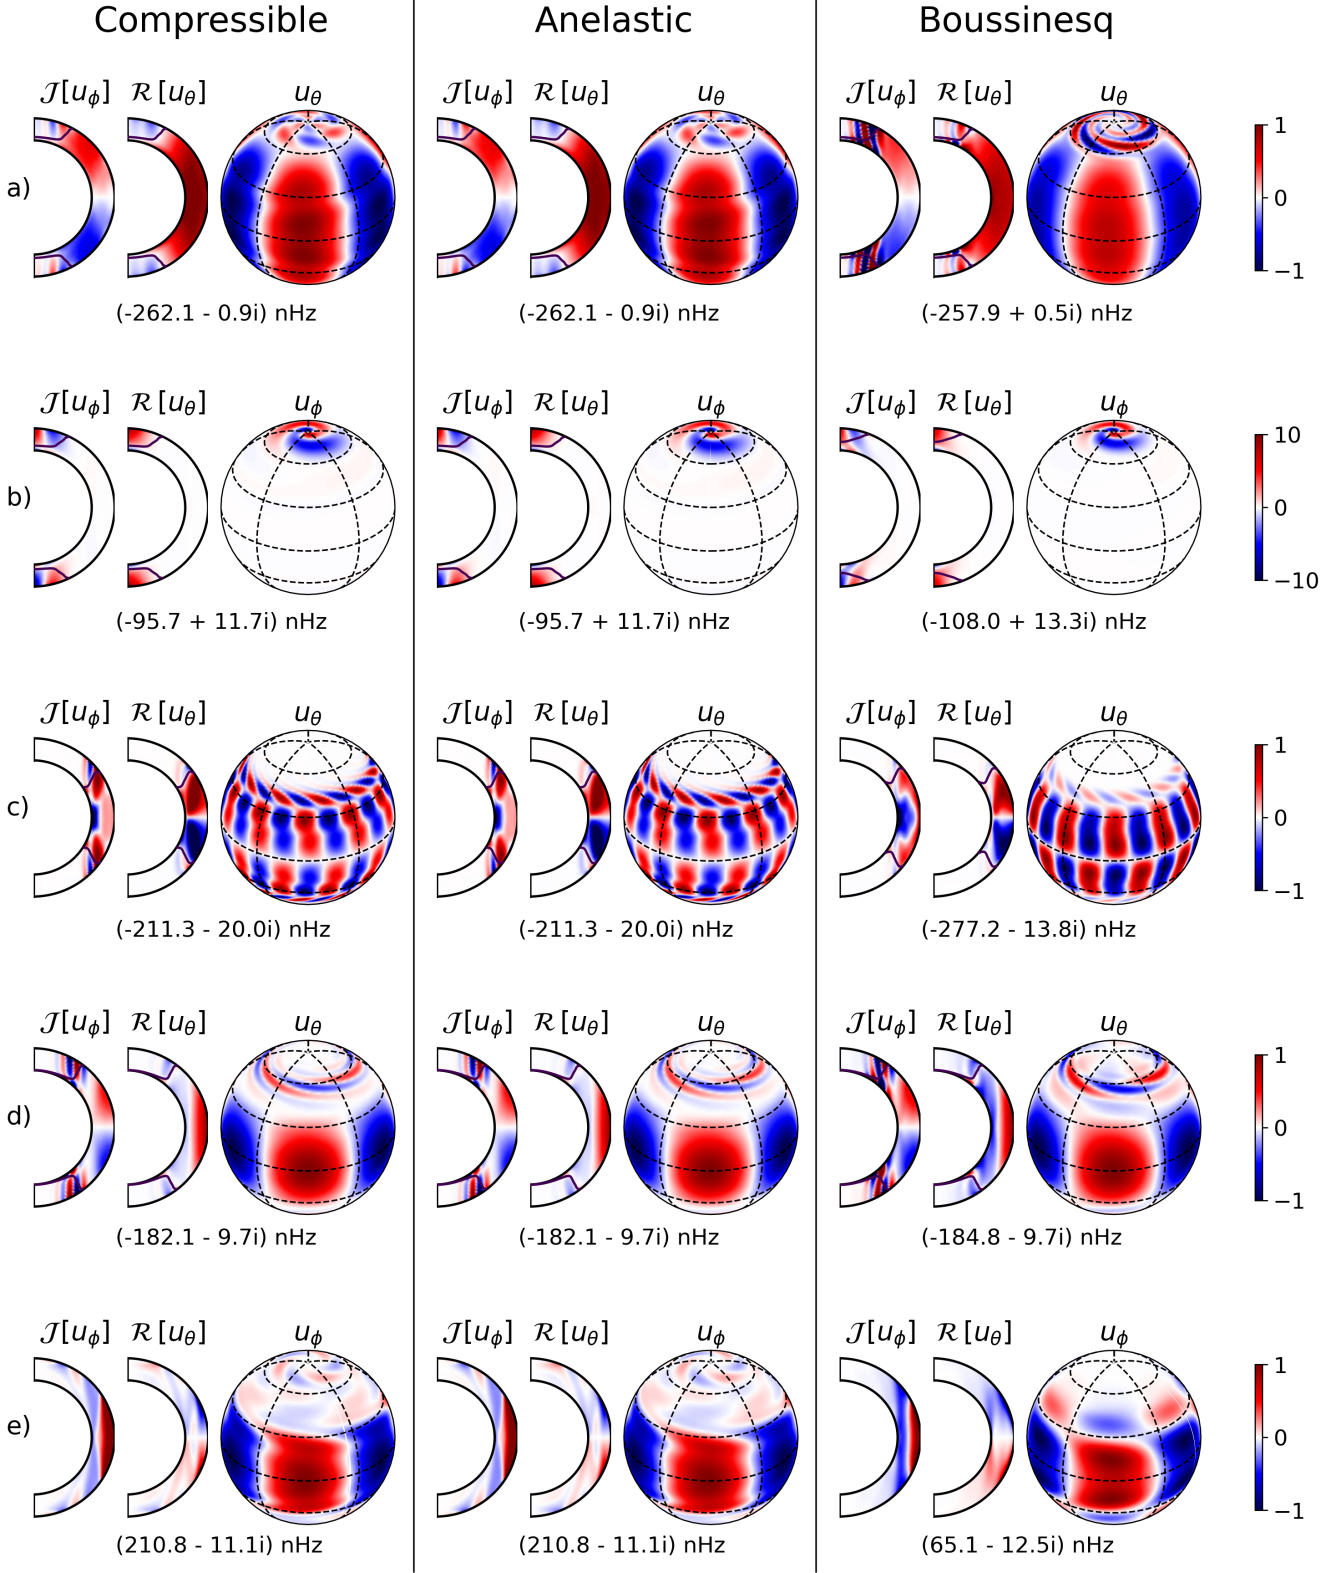 Compressible Anelastic Boussinesq
𝒥[u_ϕ] ℛ[u_θ] u_θ 𝒥[u_ϕ] ℛ[u_θ] u_θ 𝒥[u_ϕ] ℛ[u_θ] u_θ
1
a) 0
−1
(-262.1 - 0.9i) nHz (-262.1 - 0.9i) nHz (-257.9 + 0.5i) nHz
𝒥[u_ϕ] ℛ[u_θ] u_ϕ 𝒥[u_ϕ] ℛ[u_θ] u_ϕ 𝒥[u_ϕ] ℛ[u_θ] u_ϕ
10
b) 0
−10
(-95.7 + 11.7i) nHz (-95.7 + 11.7i) nHz (-108.0 + 13.3i) nHz
𝒥[u_ϕ] ℛ[u_θ] u_θ 𝒥[u_ϕ] ℛ[u_θ] u_θ 𝒥[u_ϕ] ℛ[u_θ] u_θ
1
c) 0
−1
(-211.3 - 20.0i) nHz (-211.3 - 20.0i) nHz (-277.2 - 13.8i) nHz
𝒥[u_ϕ] ℛ[u_θ] u_θ 𝒥[u_ϕ] ℛ[u_θ] u_θ 𝒥[u_ϕ] ℛ[u_θ] u_θ
1
d) 0
−1
(-182.1 - 9.7i) nHz (-182.1 - 9.7i) nHz (-184.8 - 9.7i) nHz
𝒥[u_ϕ] ℛ[u_θ] u_ϕ 𝒥[u_ϕ] ℛ[u_θ] u_ϕ 𝒥[u_ϕ] ℛ[u_θ] u_ϕ
1
e) 0
−1
(210.8 - 11.1i) nHz (210.8 - 11.1i) nHz (65.1 - 12.5i) nHz